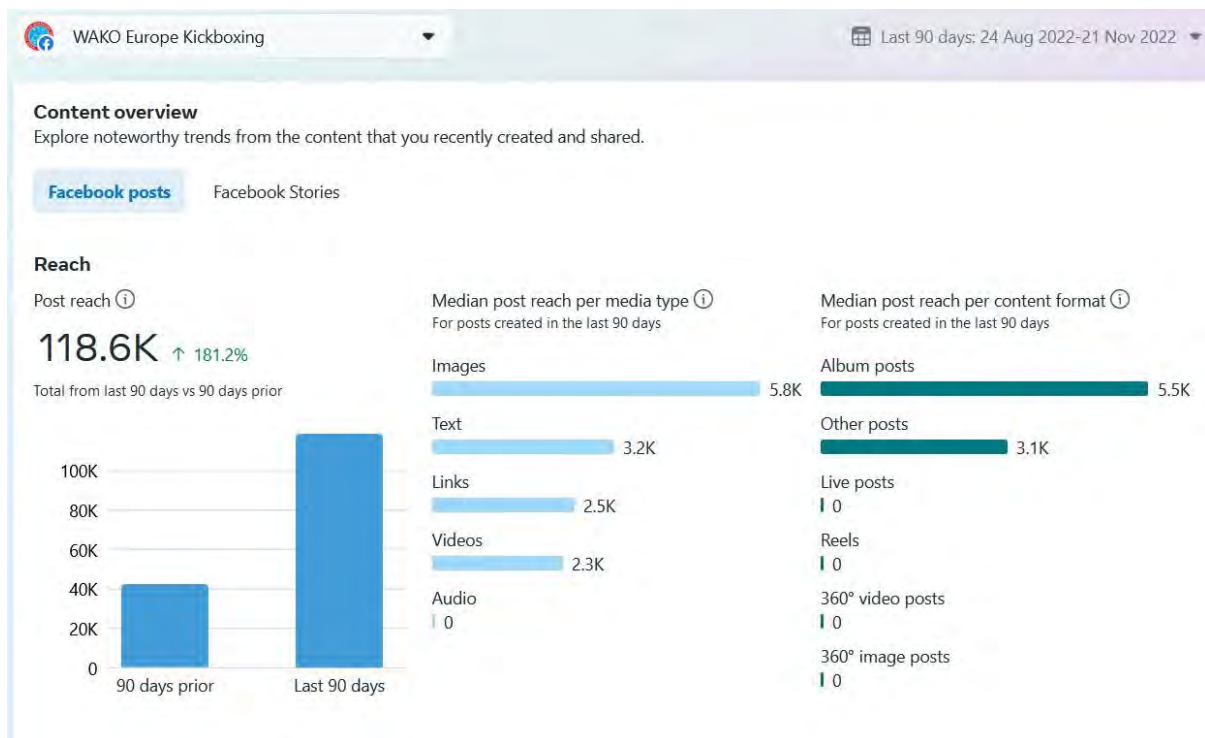 WAKO Europe Kickboxing
Last 90 days: 24 Aug 2022-21 Nov 2022
Content overview
Explore noteworthy trends from the content that you recently created and shared.
Facebook posts
Facebook Stories
Reach
Post reach
118.6K ↑ 181.2%
Total from last 90 days vs 90 days prior
100K
80K
60K
40K
20K
0
90 days prior
Last 90 days
Median post reach per media type
For posts created in the last 90 days
Images
5.8K
Text
3.2K
Links
2.5K
Videos
2.3K
Audio
0
Median post reach per content format
For posts created in the last 90 days
Album posts
5.5K
Other posts
3.1K
Live posts
0
Reels
0
360° video posts
0
360° image posts
0